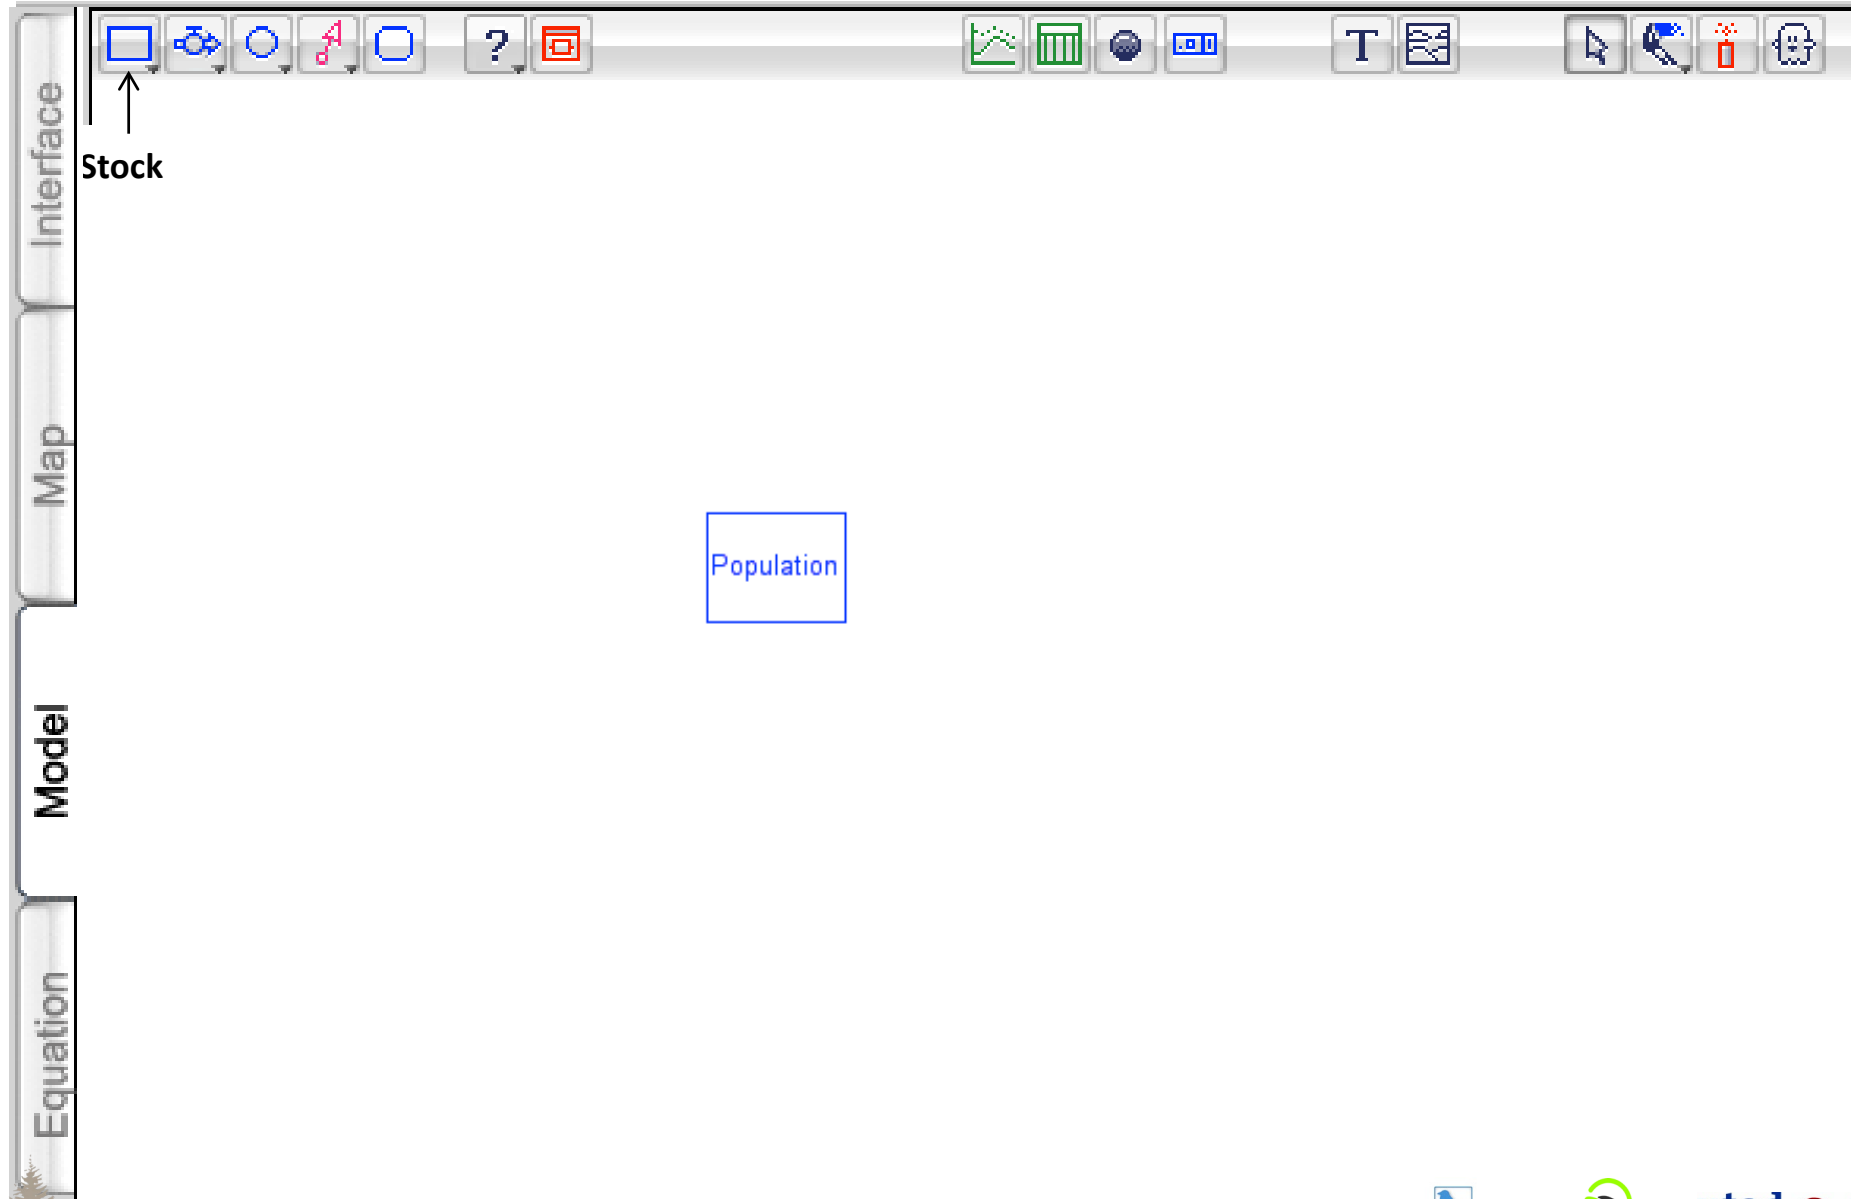 Interface
Map
Model
Equation
?
T
Stock
Population